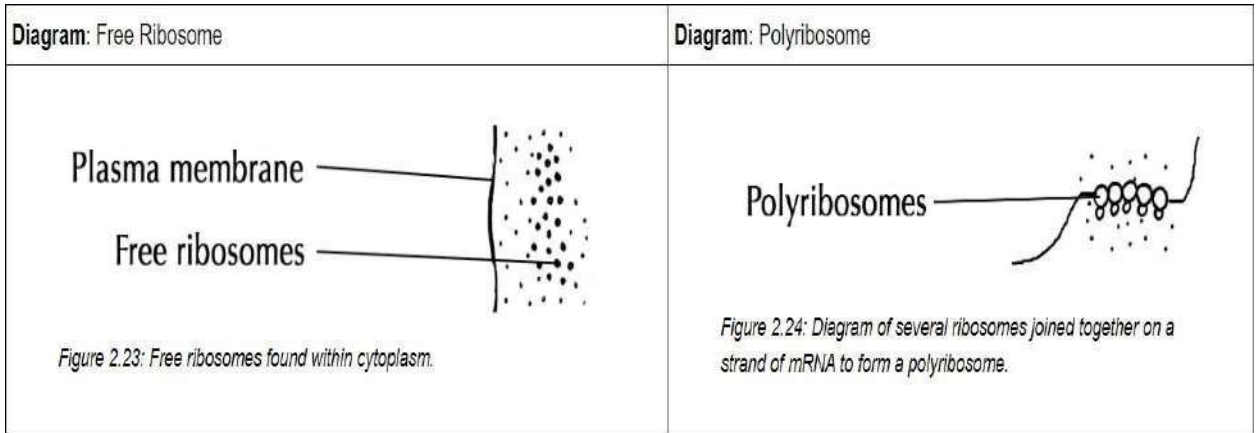 Diagram: Free Ribosome
Diagram: Polyribosome
Plasma membrane
Free ribosomes
Figure 2.23: Free ribosomes found within cytoplasm.
Polyribosomes
Figure 2.24: Diagram of several ribosomes joined together on a
strand of mRNA to form a polyribosome.